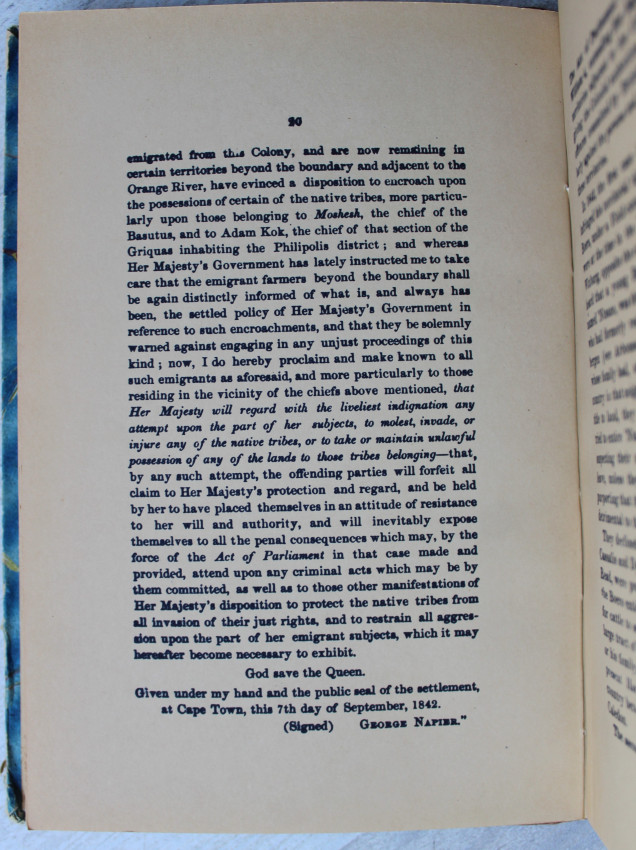 20
emigrated from this Colony, and are now remaining in
certain territories beyond the boundary and adjacent to the
Orange River, have evinced a disposition to encroach upon
the possessions of certain of the native tribes, more particu-
larly upon those belonging to Moshesh, the chief of the
Basutus, and to Adam Kok, the chief of that section of the
Griquas inhabiting the Philipolis district ; and whereas
Her Majesty's Government has lately instructed me to take
care that the emigrant farmers beyond the boundary shall
be again distinctly informed of what is, and always has
been, the settled policy of Her Majesty's Government in
reference to such encroachments, and that they be solemnly
warned against engaging in any unjust proceedings of this
kind ; now, I do hereby proclaim and make known to all
such emigrants as aforesaid, and more particularly to those
residing in the vicinity of the chiefs above mentioned, that
Her Majesty will regard with the liveliest indignation any
attempt upon the part of her subjects, to molest, invade, or
injure any of the native tribes, or to take or maintain unlawful
possession of any of the lands to those tribes belonging—that,
by any such attempt, the offending parties will forfeit all
claim to Her Majesty's protection and regard, and be held
by her to have placed themselves in an attitude of resistance
to her will and authority, and will inevitably expose
themselves to all the penal consequences which may, by the
force of the Act of Parliament in that case made and
provided, attend upon any criminal acts which may be by
them committed, as well as to those other manifestations of
Her Majesty's disposition to protect the native tribes from
all invasion of their just rights, and to restrain all aggres-
sion upon the part of her emigrant subjects, which it may
hereafter become necessary to exhibit.
God save the Queen.
Given under my hand and the public seal of the settlement,
at Cape Town, this 7th day of September, 1842.
(Signed) GEORGE NAPIER."